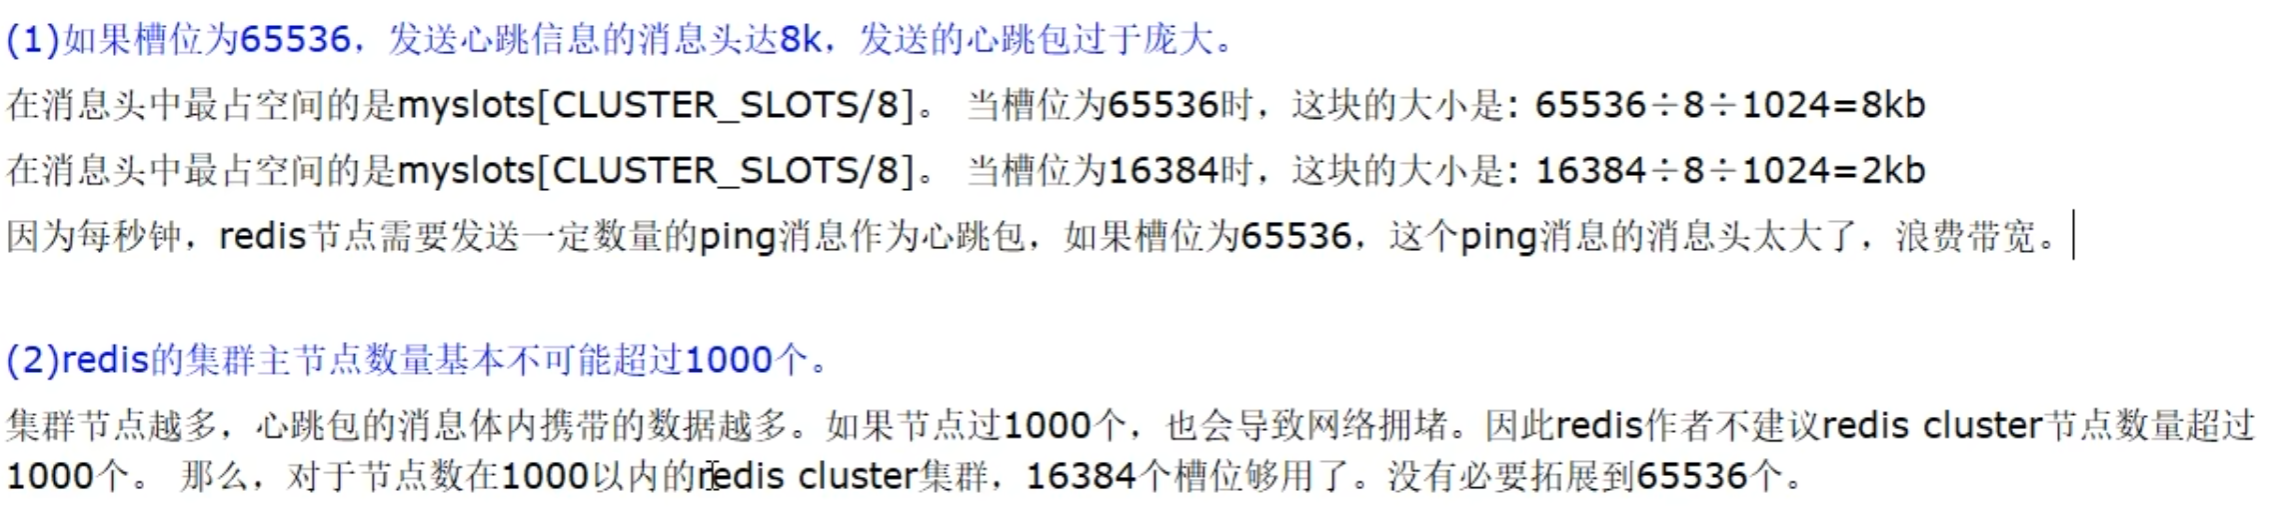 (1)如果槽位为65536，发送心跳信息的消息头达8k，发送的心跳包过于庞大。
在消息头中最占空间的是myslots[CLUSTER_SLOTS/8]。 当槽位为65536时，这块的大小是: 65536÷8÷1024=8kb
在消息头中最占空间的是myslots[CLUSTER_SLOTS/8]。 当槽位为16384时，这块的大小是: 16384÷8÷1024=2kb
因为每秒钟，redis节点需要发送一定数量的ping消息作为心跳包，如果槽位为65536，这个ping消息的消息头太大了，浪费带宽。
(2)redis的集群主节点数量基本不可能超过1000个。
集群节点越多，心跳包的消息体内携带的数据越多。如果节点过1000个，也会导致网络拥堵。因此redis作者不建议redis cluster节点数量超过
1000个。 那么，对于节点数在1000以内的redis cluster集群，16384个槽位够用了。没有必要拓展到65536个。